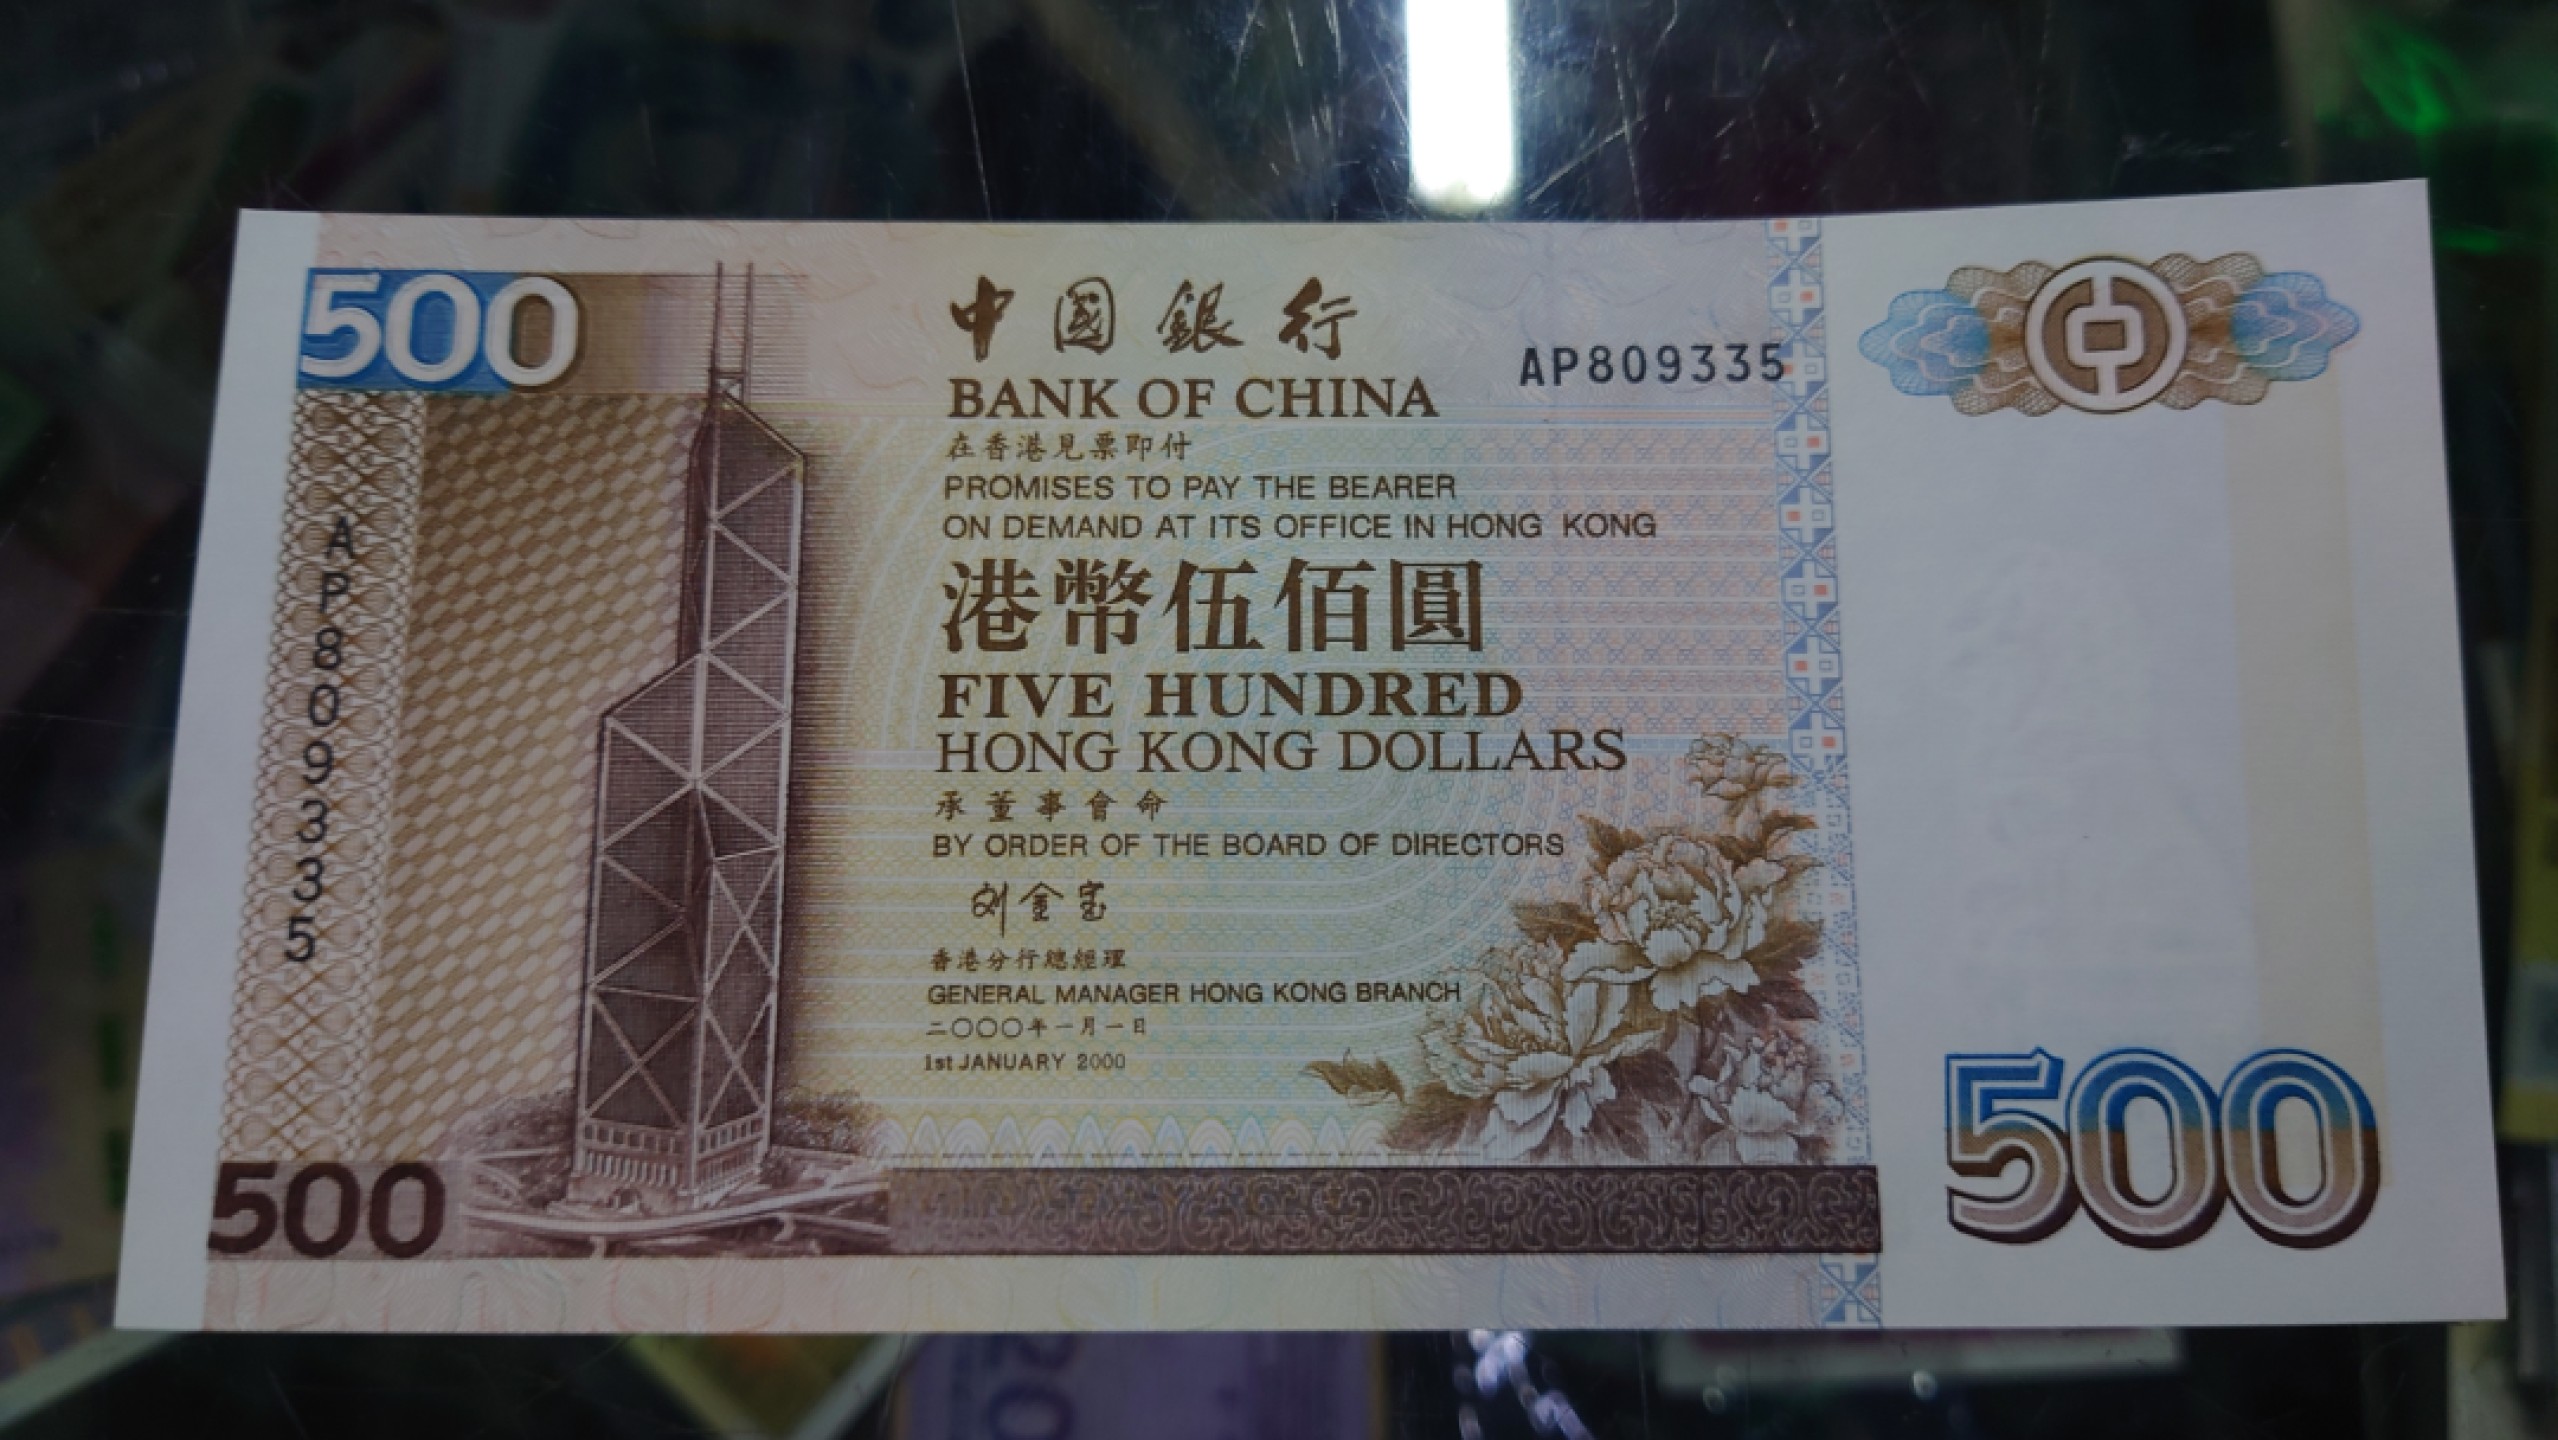 500
中國銀行
AP809335
BANK OF CHINA
在香港見票即付
PROMISES TO PAY THE BEARER
ON DEMAND AT ITS OFFICE IN HONG KONG
港幣伍佰圓
FIVE HUNDRED
HONG KONG DOLLARS
承董事會命
BY ORDER OF THE BOARD OF DIRECTORS
刘金宝
香港分行總經理
GENERAL MANAGER HONG KONG BRANCH
二〇〇〇年一月一日
1st JANUARY 2000
AP809335
500
500